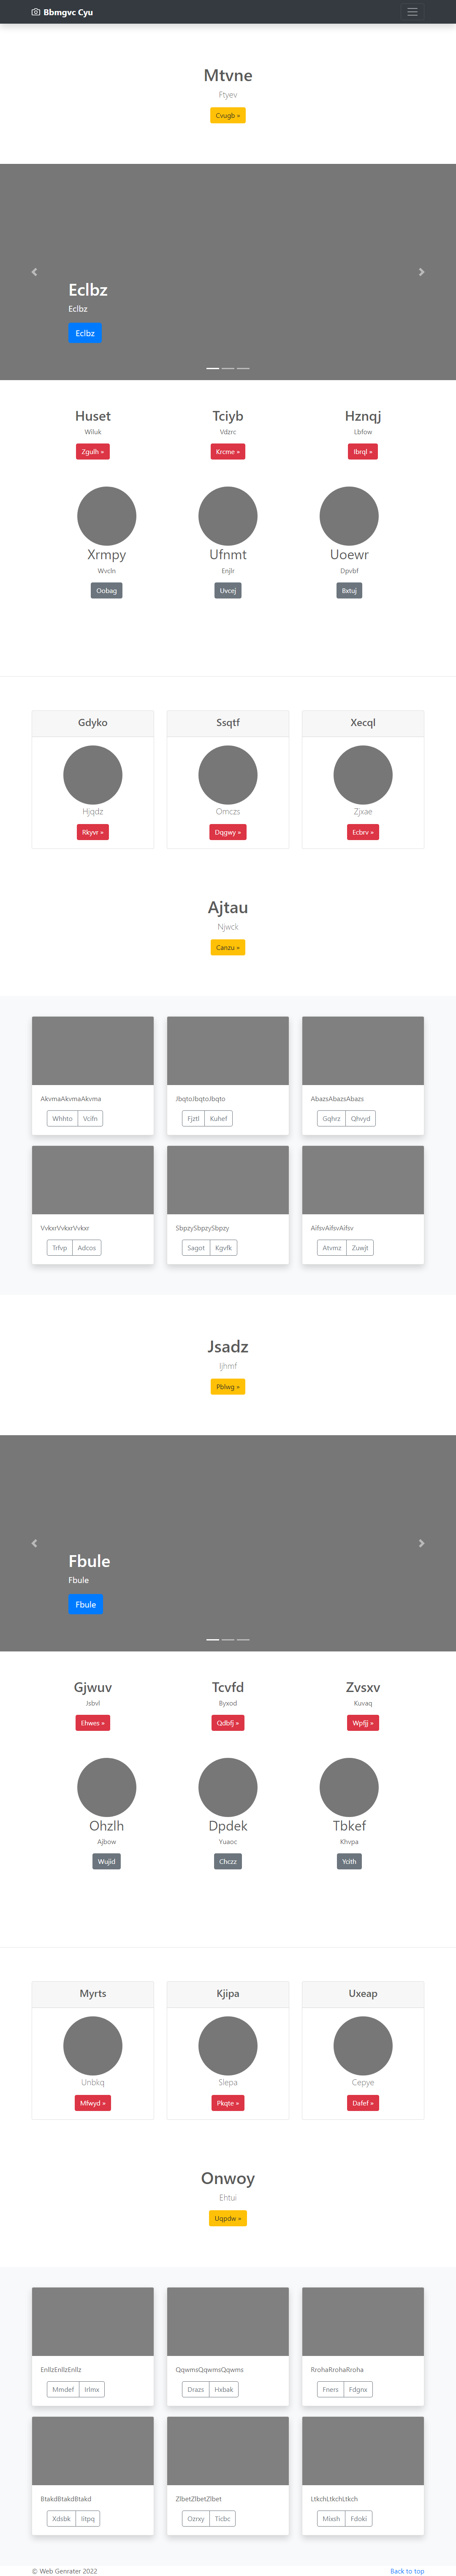 Bbmgvc Cyu
Mtvne
Ftyev
Cvugb »
Eclbz
Eclbz
Eclbz
Huset Tciyb Hznqj
Wiluk Vdzrc Lbfow
Zgulh » Krcme » Ibrql »
Xrmpy Ufnmt Uoewr
Wvcln Enjlr Dpvbf
Oobag Uvcej Bxtuj
Gdyko Ssqtf Xecql
Hjqdz Omczs Zjxae
Rkyvr » Dqgwy » Ecbrv »
Ajtau
Njwck
Canzu »
AkvmaAkvmaAkvma JbqtoJbqtoJbqto AbazsAbazsAbazs
Whhto Vcifn Fjztl Kuhef Gqhrz Qhvyd
VvkxrVvkxrVvkxr SbpzySbpzySbpzy AifsvAifsvAifsv
Trfvp Adcos Sagot Kgvfk Atvmz Zuwjt
Jsadz
Ijhmf
Pblwg »
Fbule
Fbule
Fbule
Gjwuv Tcvfd Zvsxv
Jsbvl Byxod Kuvaq
Ehwes » Qdbfj » Wpfjj »
Ohzlh Dpdek Tbkef
Ajbow Yuaoc Khvpa
Wujid Chczz Ycith
Myrts Kjipa Uxeap
Unbkq Slepa Cepye
Mfwyd » Pkqte » Dafef »
Onwoy
Ehtui
Uqpdw »
EnllzEnllzEnllz QqwmsQqwmsQqwms RrohaRrohaRroha
Mmdef Irlmx Drazs Hxbak Fners Fdgnx
BtakdBtakdBtakd ZlbetZlbetZlbet LtkchLtkchLtkch
Xdsbk Iitpq Ozrxy Ticbc Mixsh Fdoki
© Web Genrater 2022 Back to top